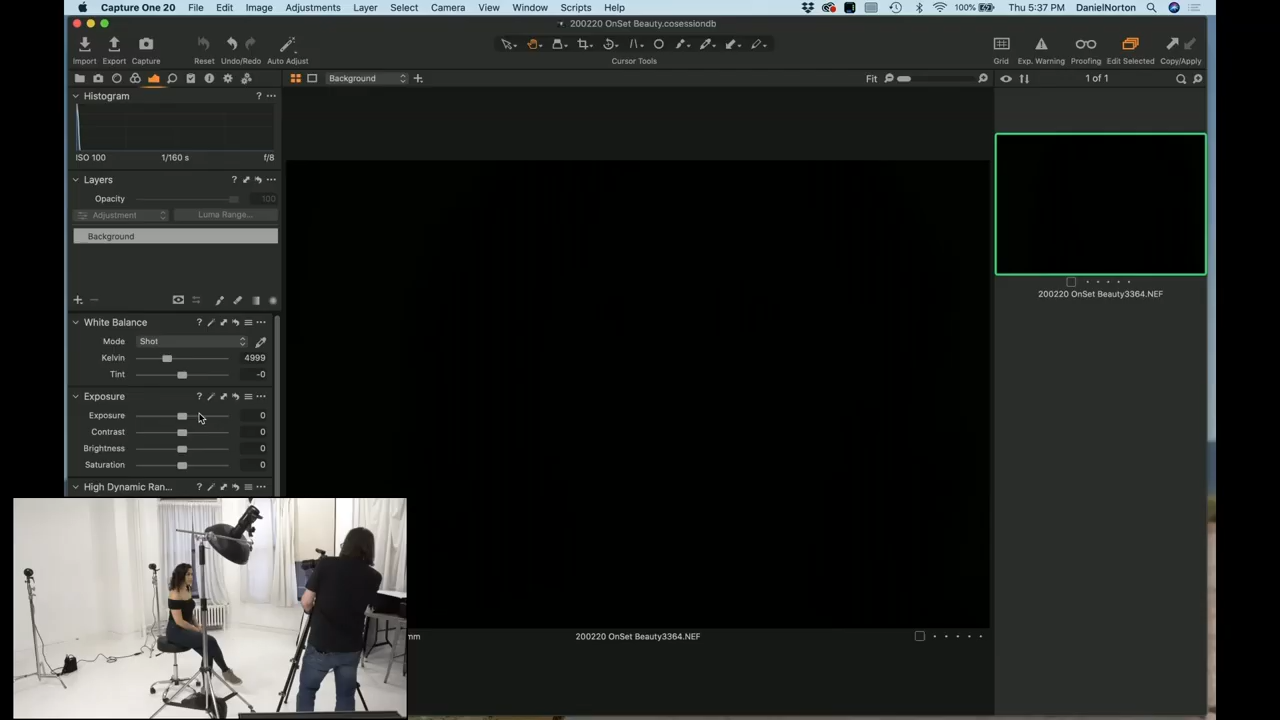 Capture One 20 File Edit Image Adjustments Layer Select Camera View Window Scripts Help 100% Thu 5:37 PM DanielNorton
200220 OnSet Beauty.cosessiondb
Import Export Capture Reset Undo/Redo Auto Adjust Cursor Tools Grid Exp. Warning Proofing Edit Selected Copy/Apply
Background Fit 1 of 1
Histogram ?
ISO 100 1/160 s f/8
Layers ?
Opacity 100
Adjustment Luma Range...
Background
200220 OnSet Beauty3364.NEF
White Balance ?
Mode Shot
Kelvin 4999
Tint -0
Exposure ?
Exposure 0
Contrast 0
Brightness 0
Saturation 0
High Dynamic Ran... ?
mm 200220 OnSet Beauty3364.NEF